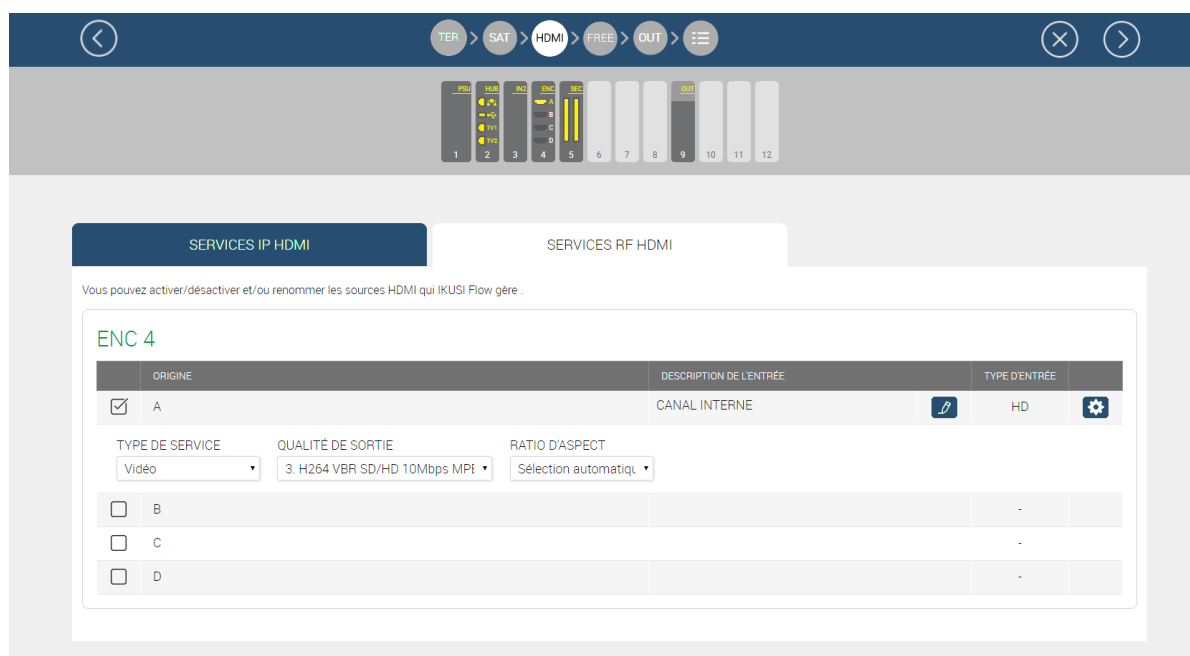 TER > SAT > HDMI > FREE > OUT >
PSU HUB IN2 ENC SEC OUT
A
B
TV1 C
TV2 D
1 2 3 4 5 6 7 8 9 10 11 12
SERVICES IP HDMI SERVICES RF HDMI
Vous pouvez activer/désactiver et/ou renommer les sources HDMI qui IKUSI Flow gère .
ENC 4
ORIGINE DESCRIPTION DE L'ENTRÉE TYPE D'ENTRÉE
A CANAL INTERNE HD
TYPE DE SERVICE QUALITÉ DE SORTIE RATIO D'ASPECT
Vidéo 3. H264 VBR SD/HD 10Mbps MPE Sélection automatiqu
B -
C -
D -